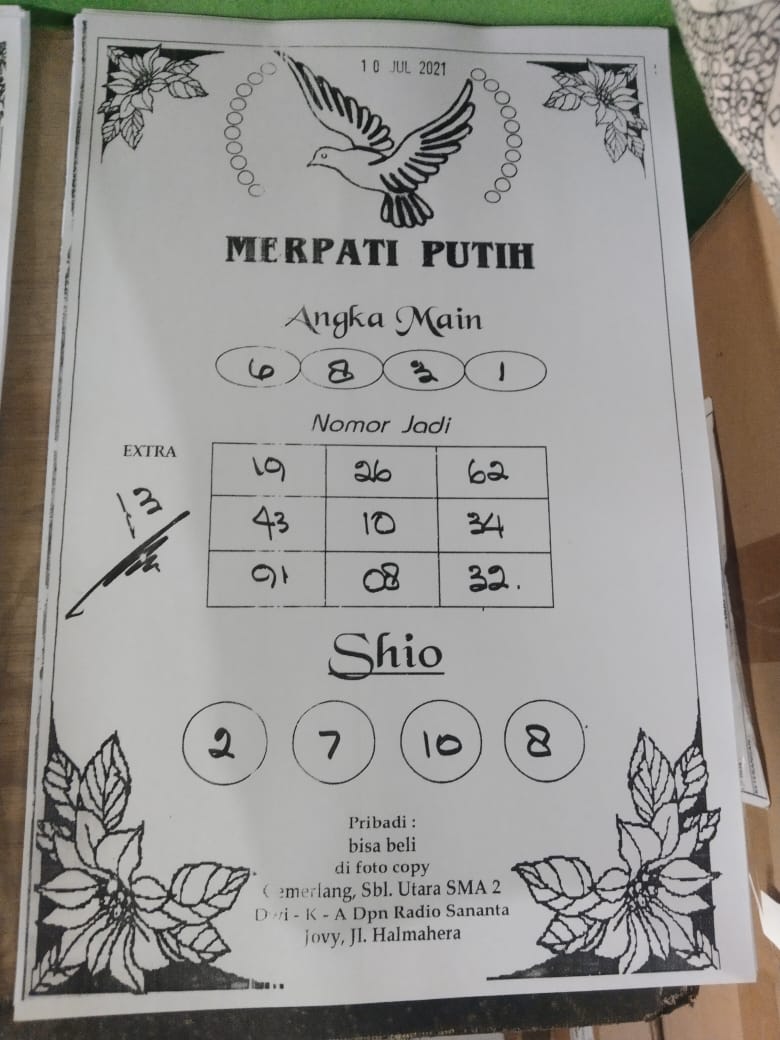 10 JUL 2021
MERPATI PUTIH
Angka Main
6 8 3 1
Nomor Jadi
EXTRA
13
19 26 62
43 10 34
91 08 32.
Shio
2 7 10 8
Pribadi :
bisa beli
di foto copy
Cemerlang, Sbl. Utara SMA 2
Dwi - K - A Dpn Radio Sananta
Jovy, Jl. Halmahera